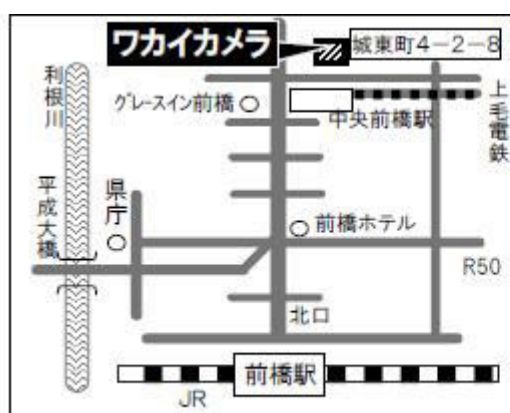 ワカイカメラ
城東町4-2-8
利根川
グレースイン前橋
中央前橋駅
上毛電鉄
平成大橋
県庁
前橋ホテル
R50
北口
前橋駅
JR